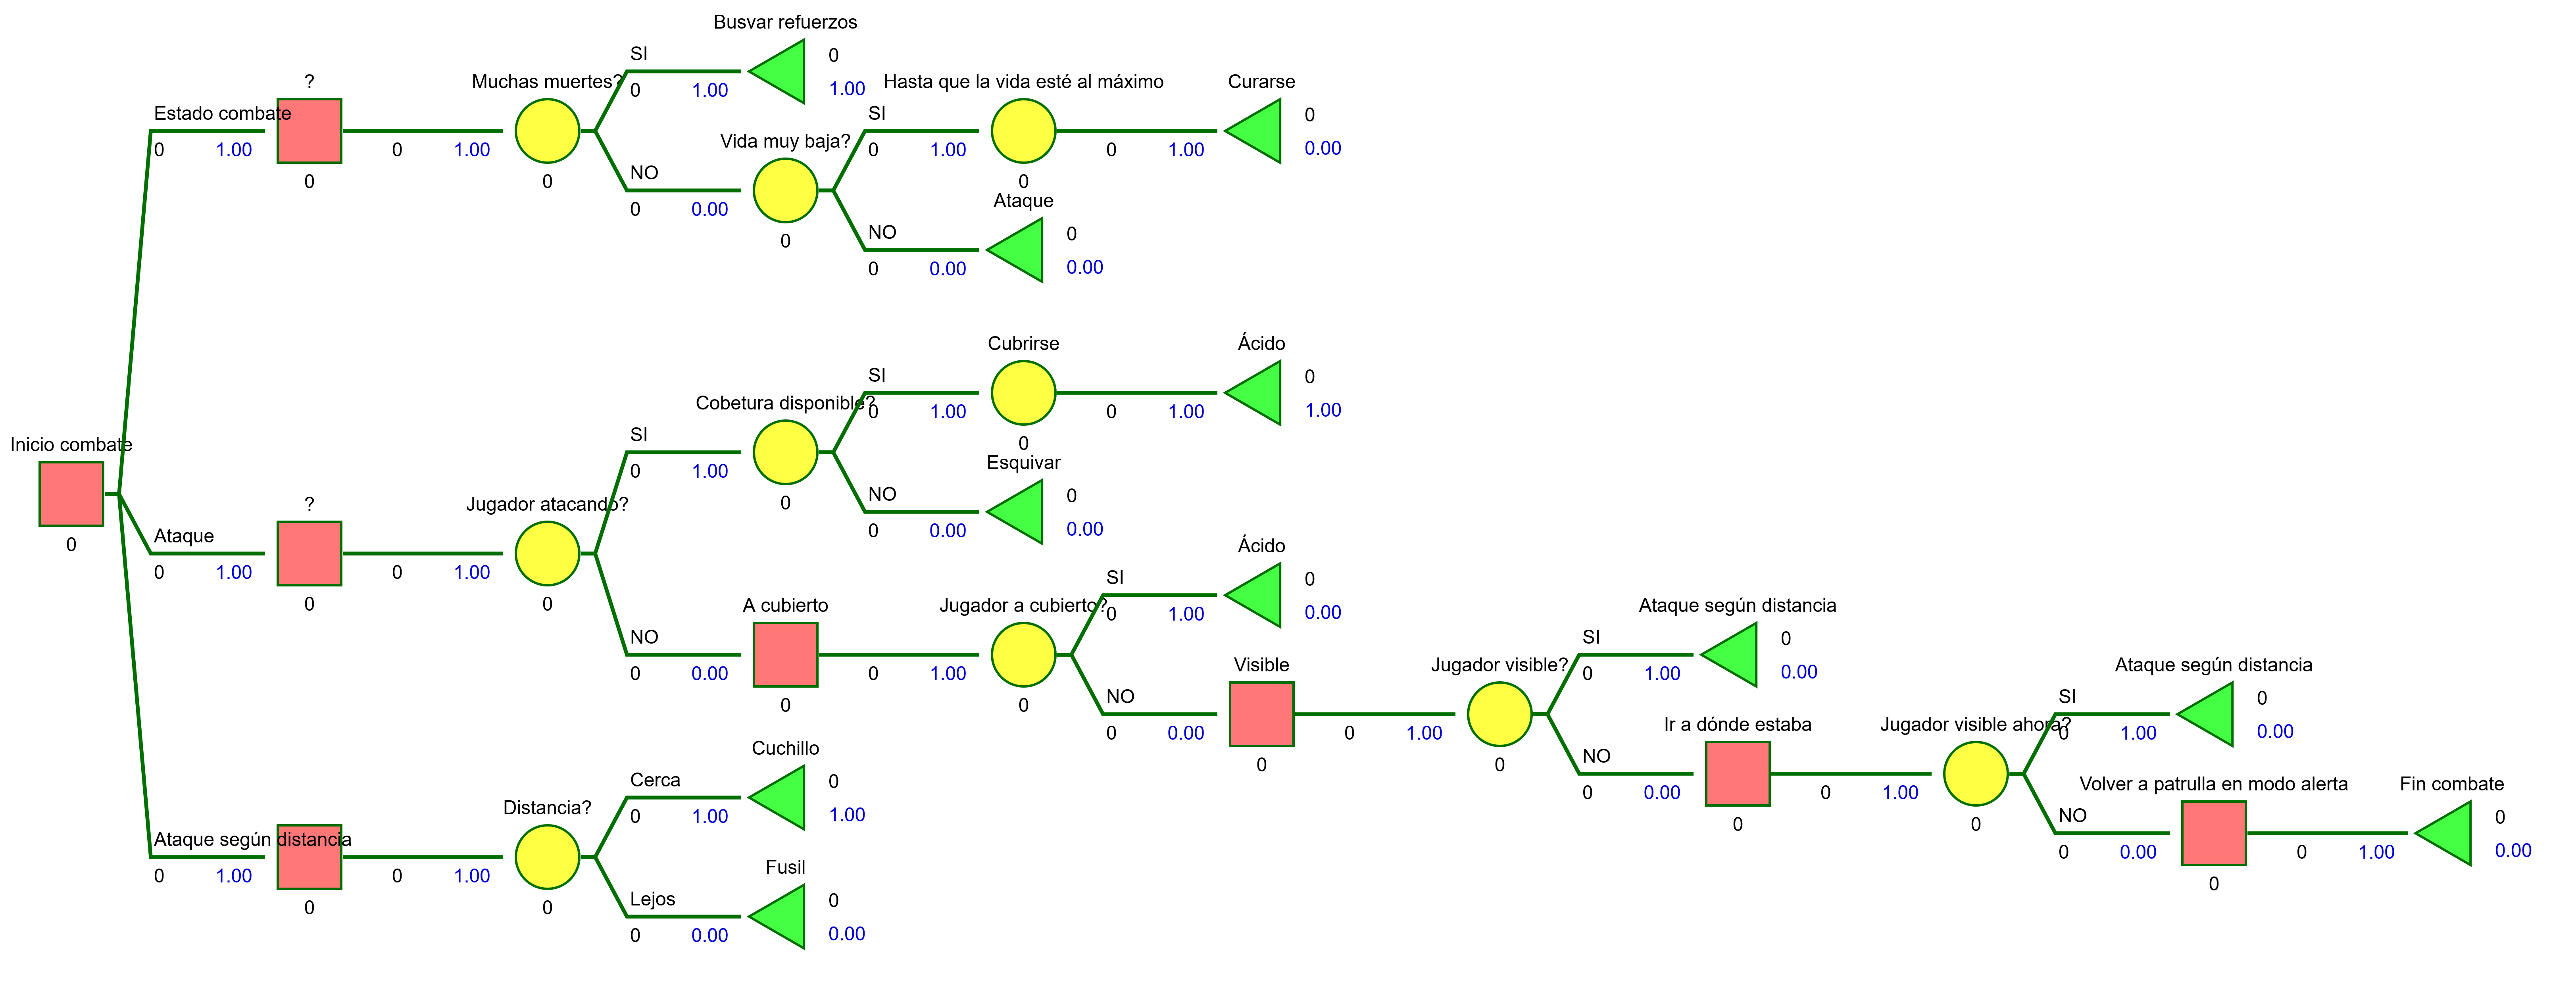 Inicio combate
0
Estado combate
0 1.00
?
0
0 1.00
Muchas muertes?
0
SI
0 1.00
Busvar refuerzos
0
1.00
NO
0 0.00
Vida muy baja?
0
SI
0 1.00
Hasta que la vida esté al máximo
0
0 1.00
Curarse
0
0.00
NO
0 0.00
Ataque
0
0.00
Ataque
0 1.00
?
0
0 1.00
Jugador atacando?
0
SI
0 1.00
Cobetura disponible?
0
SI
0 1.00
Cubrirse
0
0 1.00
Ácido
0
1.00
NO
0 0.00
Esquivar
0
0.00
NO
0 0.00
A cubierto
0
0 1.00
Jugador a cubierto?
0
SI
0 1.00
Ácido
0
0.00
NO
0 0.00
Visible
0
0 1.00
Jugador visible?
0
SI
0 1.00
Ataque según distancia
0
0.00
NO
0 0.00
Ir a dónde estaba
0
0 1.00
Jugador visible ahora?
0
SI
0 1.00
Ataque según distancia
0
0.00
NO
0 0.00
Volver a patrulla en modo alerta
0
0 1.00
Fin combate
0
0.00
Ataque según distancia
0 1.00
0
0 1.00
Distancia?
0
Cerca
0 1.00
Cuchillo
0
1.00
Lejos
0 0.00
Fusil
0
0.00